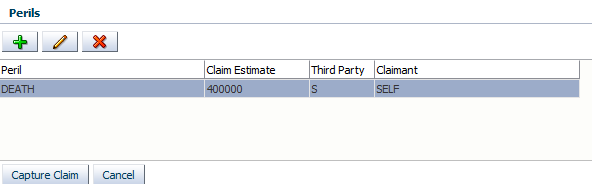 Perils
Peril Claim Estimate Third Party Claimant
DEATH 400000 S SELF
Capture Claim Cancel